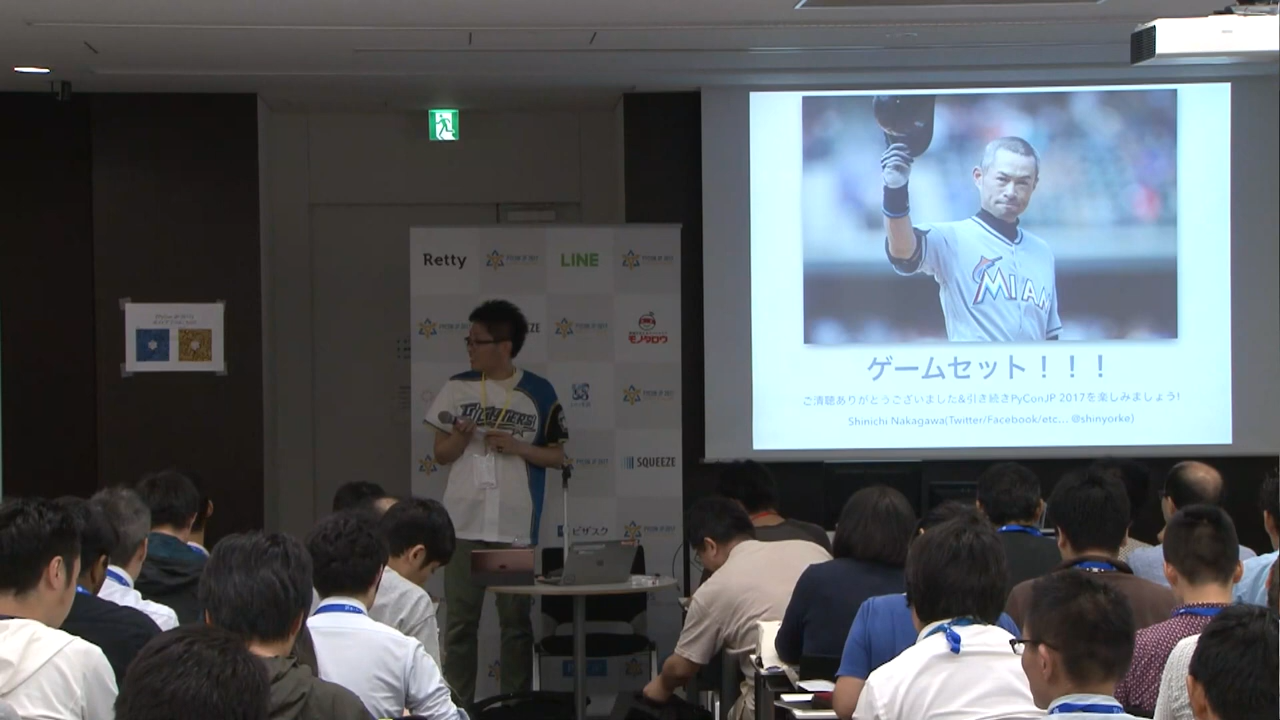 MIAMI
ゲームセット！！！
ご清聴ありがとうございました&引き続きPyConJP 2017を楽しみましょう!
Shinichi Nakagawa(Twitter/Facebook/etc... @shinyorke)
Retty
LINE
モノタロウ
SQUEEZE
ビザスク
FIGHTERS